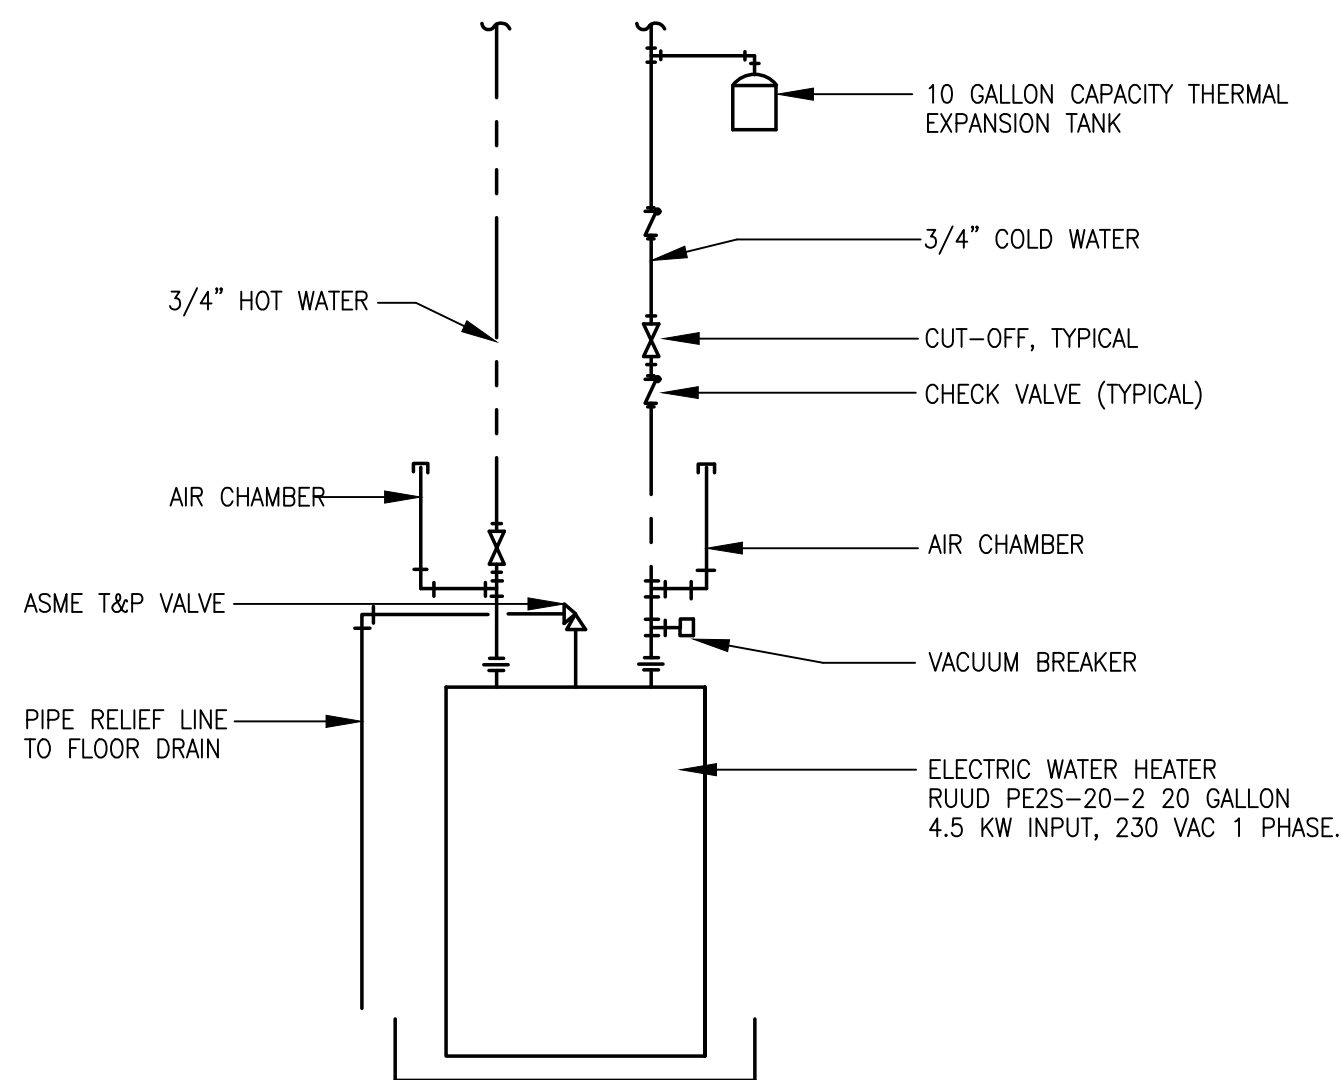 10 GALLON CAPACITY THERMAL
EXPANSION TANK
3/4" COLD WATER
3/4" HOT WATER
CUT-OFF, TYPICAL
CHECK VALVE (TYPICAL)
AIR CHAMBER
AIR CHAMBER
ASME T&P VALVE
VACUUM BREAKER
PIPE RELIEF LINE
TO FLOOR DRAIN
ELECTRIC WATER HEATER
RUUD PE2S-20-2 20 GALLON
4.5 KW INPUT, 230 VAC 1 PHASE.